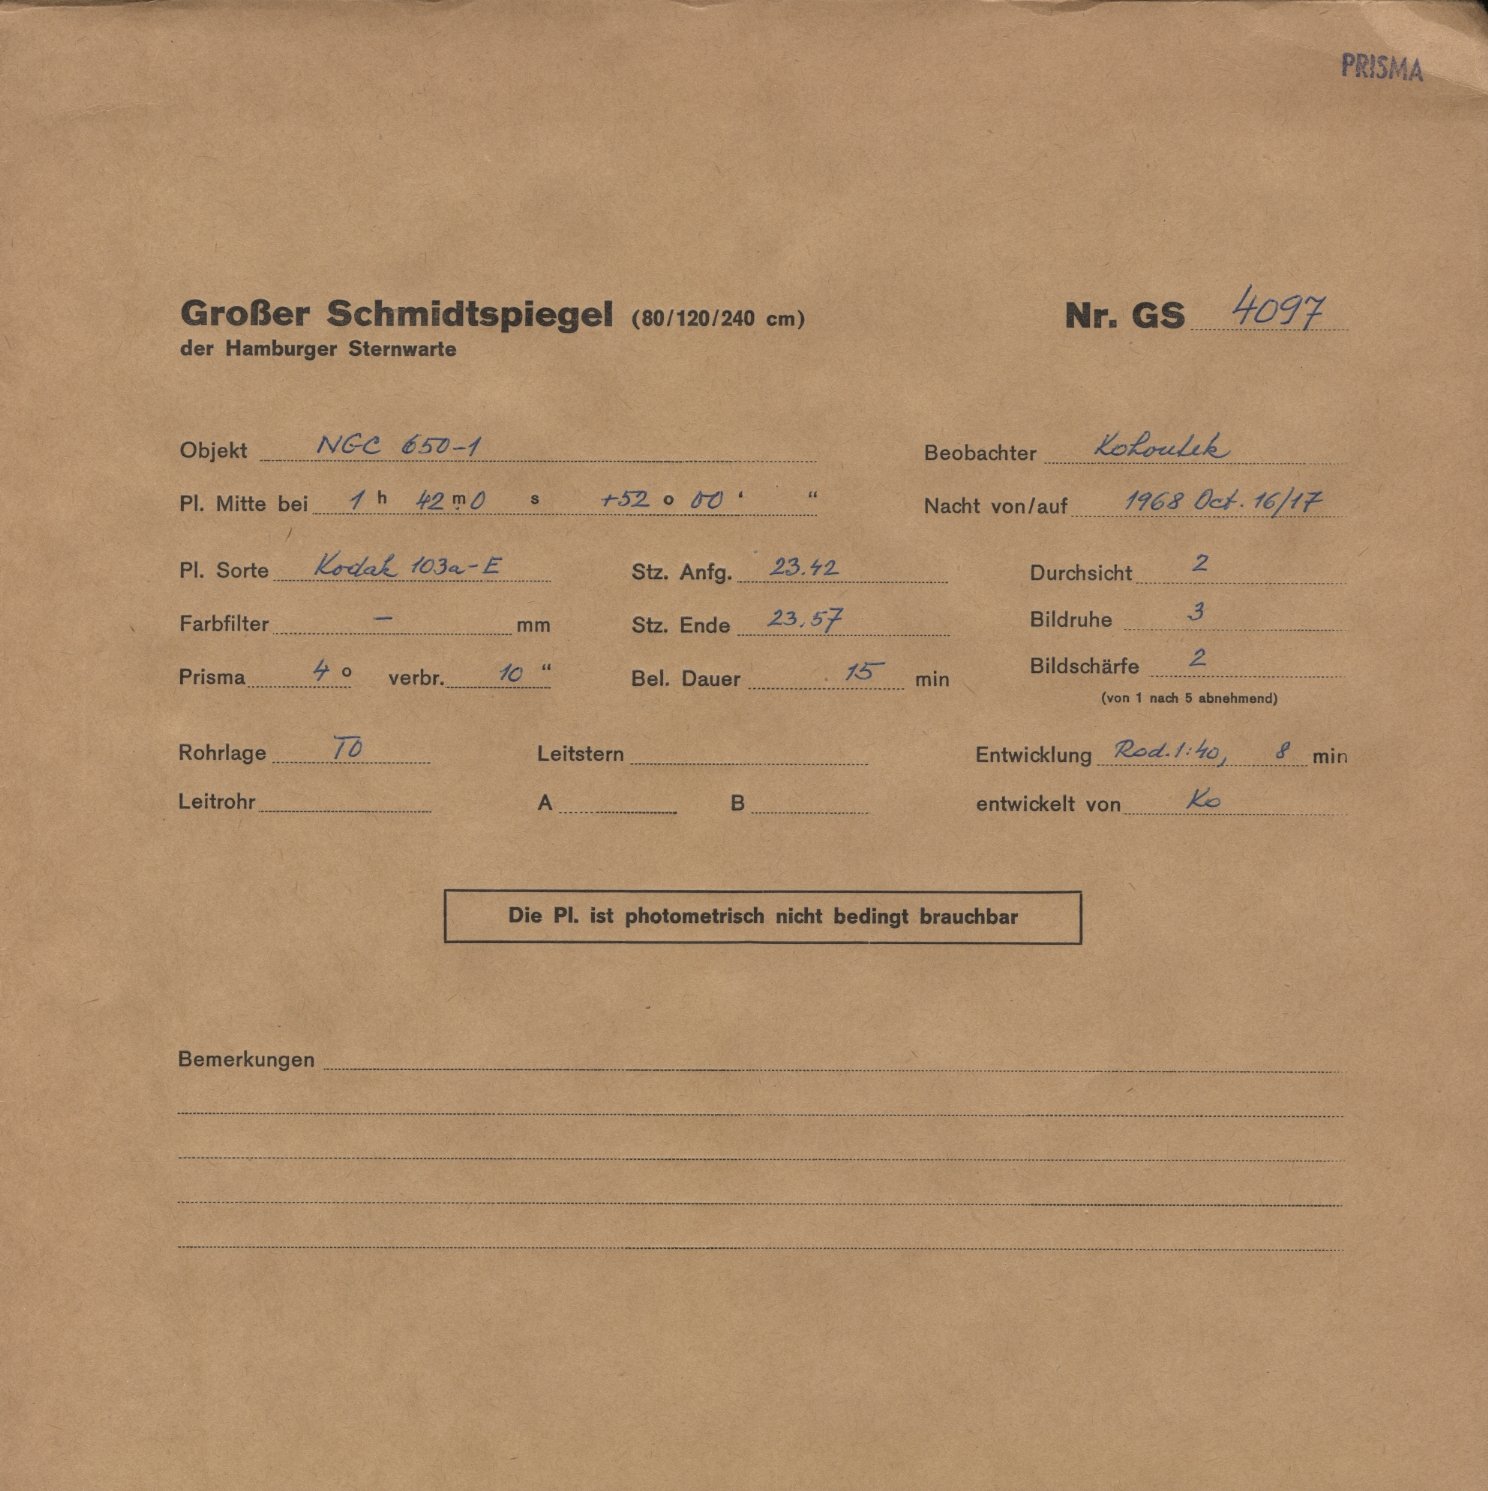 PRISMA
Großer Schmidtspiegel (80/120/240 cm) Nr. GS 4097
der Hamburger Sternwarte
Objekt NGC 650-1 Beobachter Kohoutek
Pl. Mitte bei 1 h 42 m. 0 s +52 o 00 ‘ “ Nacht von/auf 1968 Oct. 16/17
Pl. Sorte Kodak 103a-E Stz. Anfg. 23.42 Durchsicht 2
Farbfilter – mm Stz. Ende 23.57 Bildruhe 3
Prisma 4 o verbr. 10 “ Bel. Dauer 15 min Bildschärfe 2
(von 1 nach 5 abnehmend)
Rohrlage TO Leitstern Entwicklung Rod. 1:40, 8 min
Leitrohr A B entwickelt von Ko
Die Pl. ist photometrisch nicht bedingt brauchbar
Bemerkungen